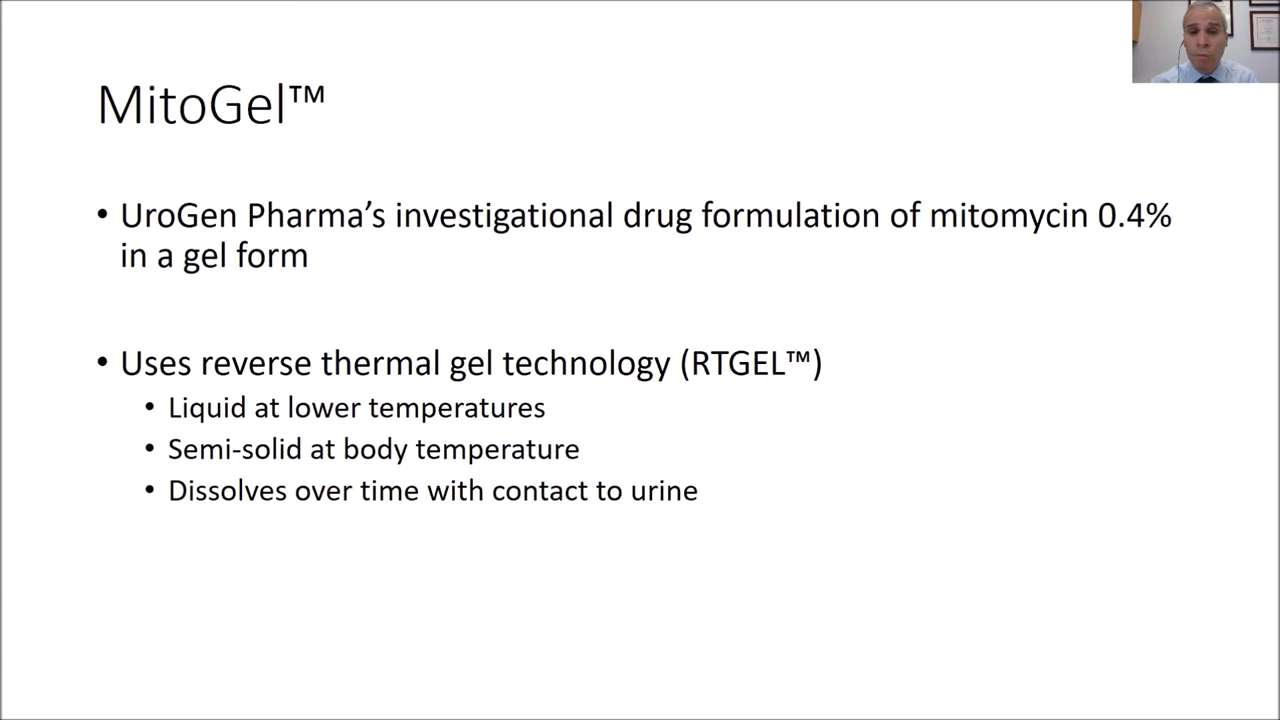 MitoGel™
• UroGen Pharma’s investigational drug formulation of mitomycin 0.4%
in a gel form
• Uses reverse thermal gel technology (RTGEL™)
• Liquid at lower temperatures
• Semi-solid at body temperature
• Dissolves over time with contact to urine